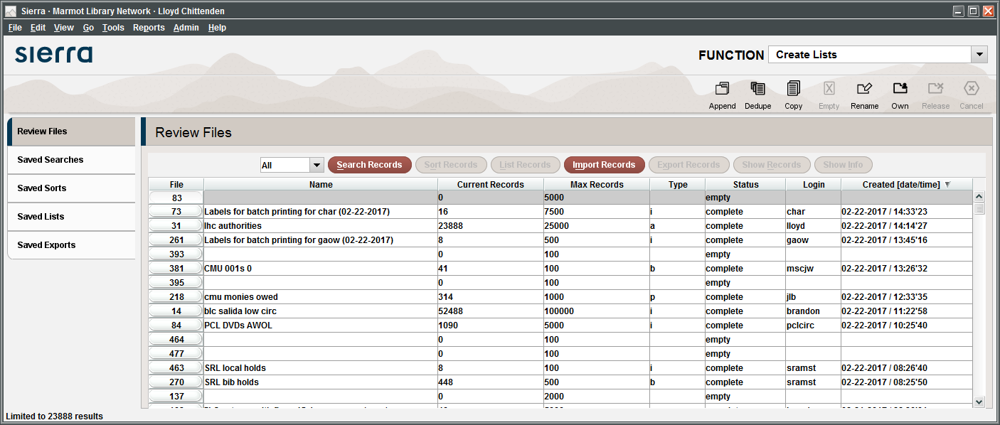 Sierra · Marmot Library Network · Lloyd Chittenden
File Edit View Go Tools Reports Admin Help
sierra
FUNCTION Create Lists
Append Dedupe Copy Empty Rename Own Release Cancel
Review Files
Saved Searches
Saved Sorts
Saved Lists
Saved Exports
Review Files
All Search Records Sort Records List Records Import Records Export Records Show Records Show Info
File Name Current Records Max Records Type Status Login Created [date/time]
83 0 5000 empty
73 Labels for batch printing for char (02-22-2017) 16 7500 i complete char 02-22-2017 / 14:33'23
31 lhc authorities 23888 25000 a complete lloyd 02-22-2017 / 14:14'27
261 Labels for batch printing for gaow (02-22-2017) 8 500 i complete gaow 02-22-2017 / 13:45'16
393 0 100 empty
381 CMU 001s 0 41 100 b complete mscjw 02-22-2017 / 13:26'32
395 0 100 empty
218 cmu monies owed 314 1000 p complete jlb 02-22-2017 / 12:33'35
14 blc salida low circ 52488 100000 i complete brandon 02-22-2017 / 11:22'58
84 PCL DVDs AWOL 1090 5000 i complete pclcirc 02-22-2017 / 10:25'40
464 0 100 empty
477 0 100 empty
463 SRL local holds 8 100 i complete sramst 02-22-2017 / 08:26'40
270 SRL bib holds 448 500 b complete sramst 02-22-2017 / 08:25'50
137 0 2000 empty
Limited to 23888 results